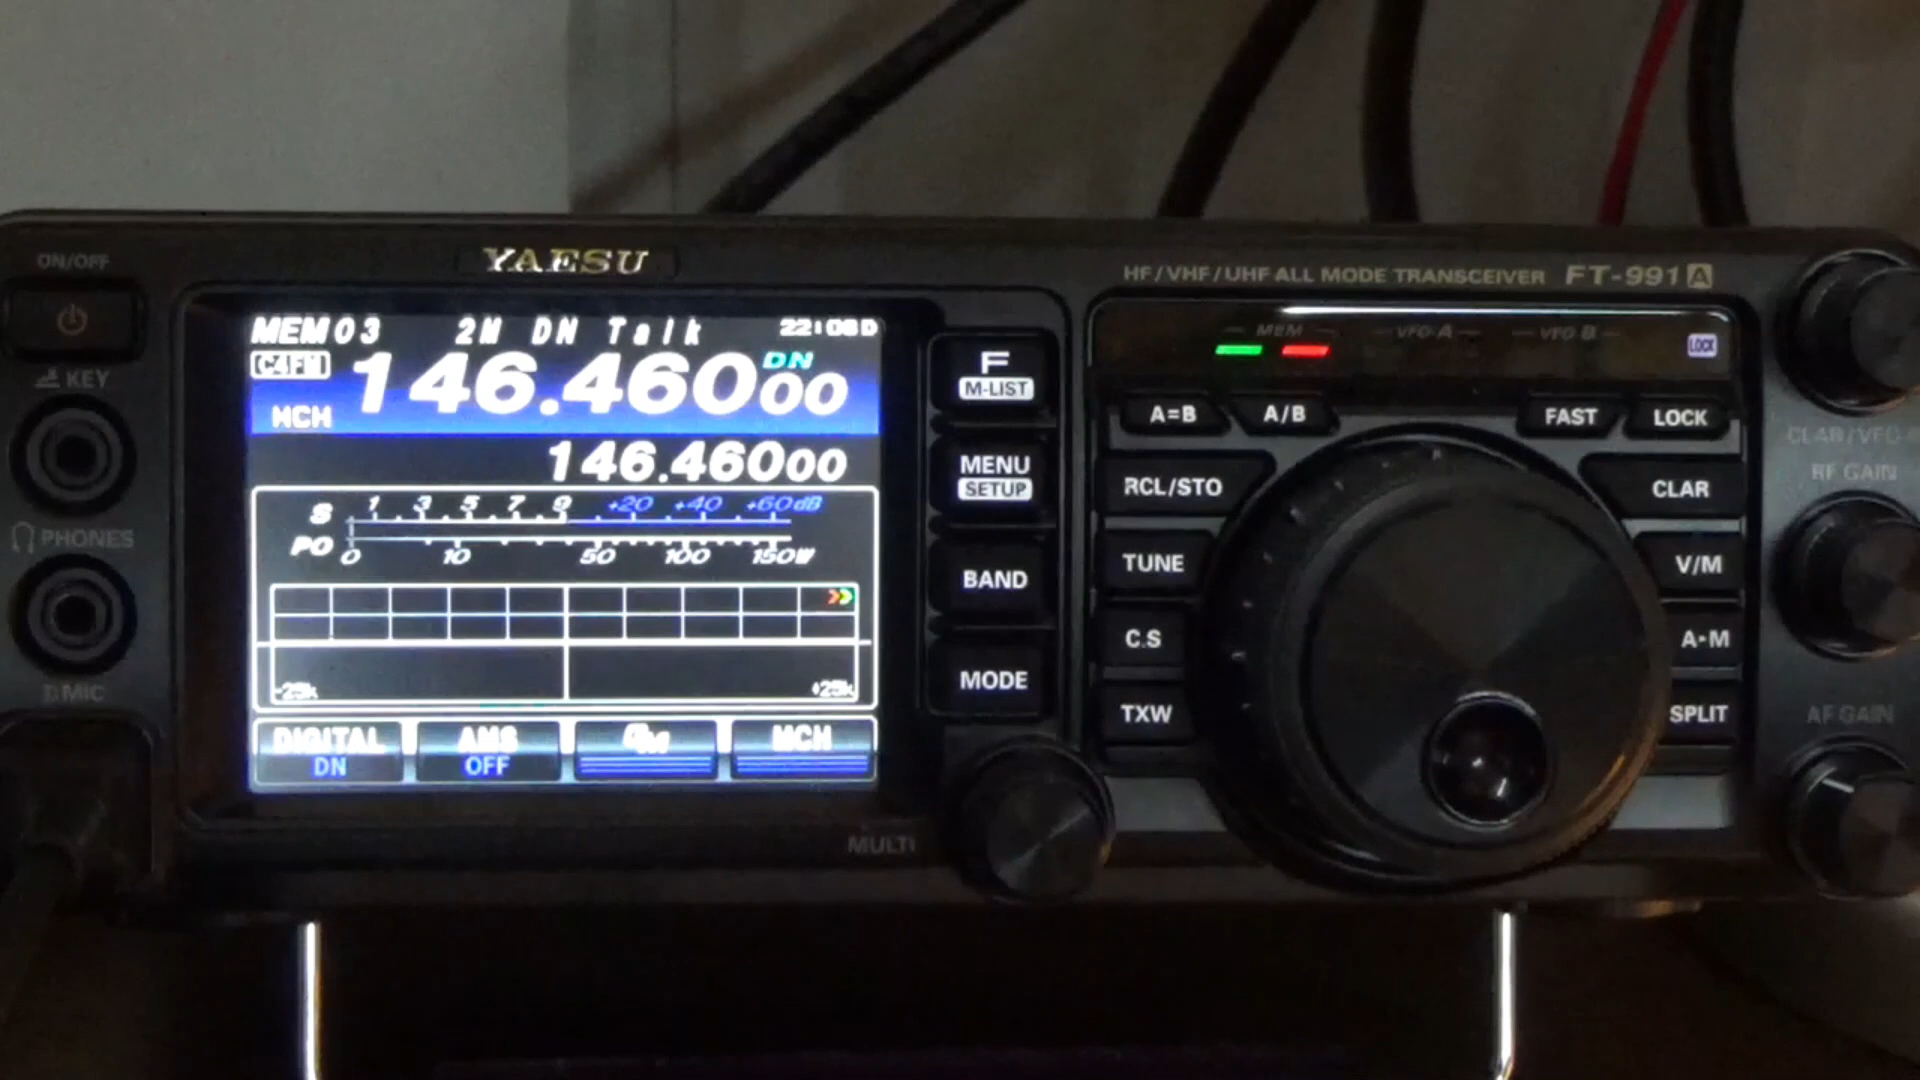 ON/OFF
YAESU
HF/VHF/UHF ALL MODE TRANSCEIVER FT-991A
MEM03 2M DN Talk 22:08D
C4FM 146.46000 DN
MCH
146.46000
S 1 3 5 7 9 +20 +40 +60dB
PO 0 10 50 100 150W
-25k +25k
DIGITAL AMS MCH
DN OFF
KEY
PHONES
MIC
F
M-LIST
MENU
SETUP
BAND
MODE
MULTI
MEM VFO-A VFO-B LOCK
A=B A/B FAST LOCK
RCL/STO CLAR
TUNE V/M
C.S A▸M
TXW SPLIT
RF GAIN
AF GAIN